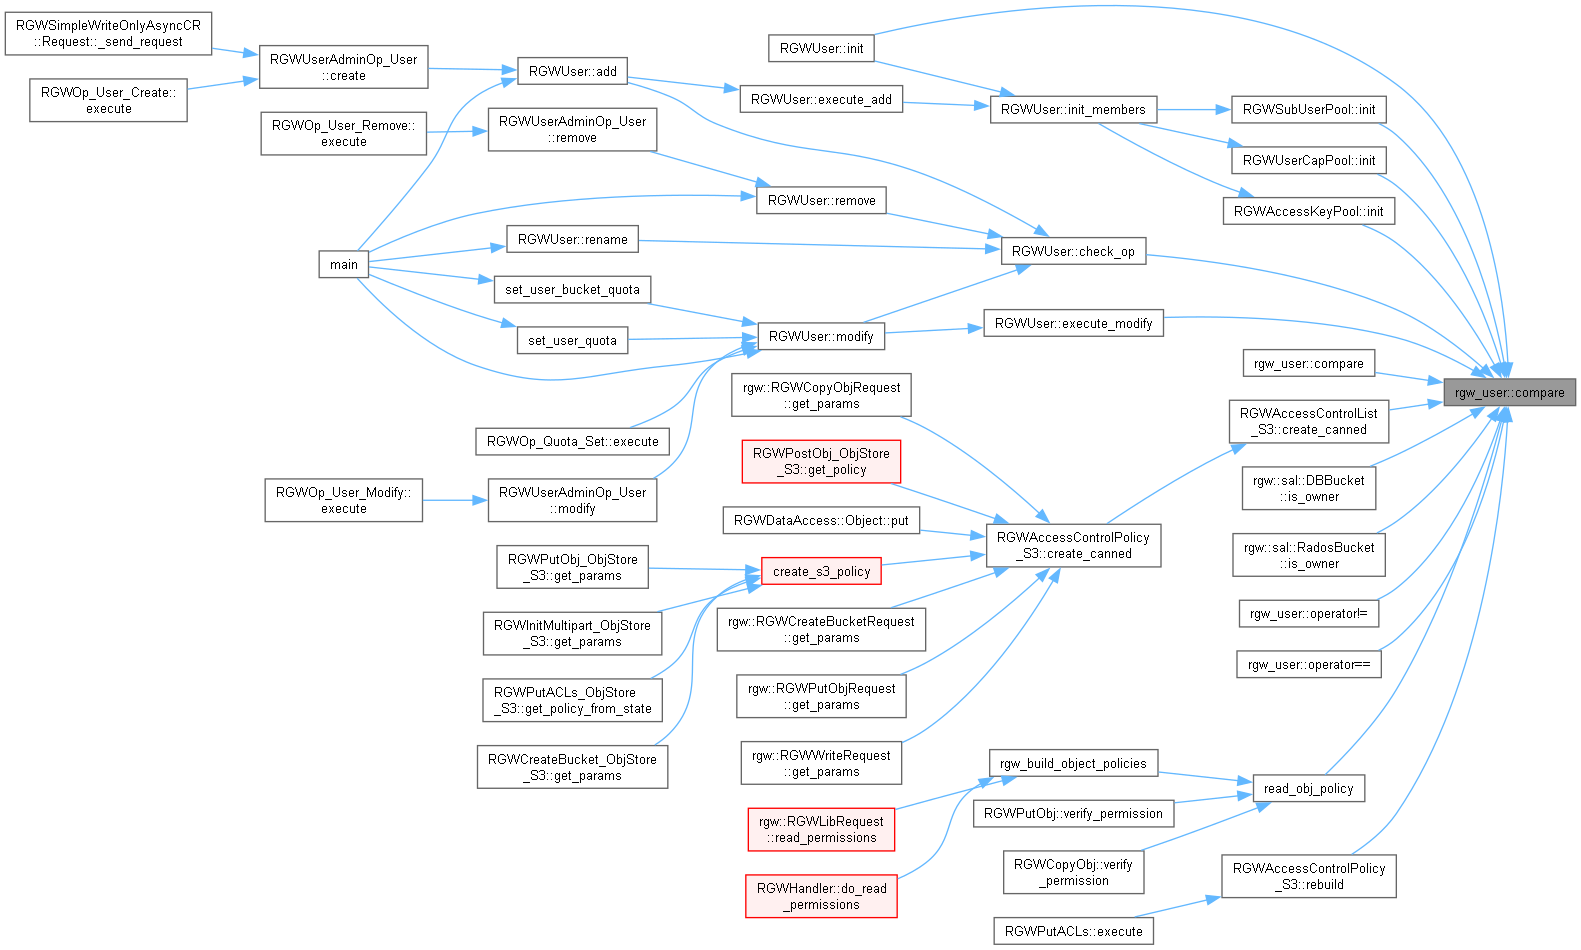 RGWSimpleWriteOnlyAsyncCR
::Request::_send_request
RGWOp_User_Create::
execute
RGWUserAdminOp_User
::create
RGWOp_User_Remove::
execute
main
RGWOp_User_Modify::
execute
RGWUser::add
RGWUserAdminOp_User
::remove
RGWUser::rename
set_user_bucket_quota
set_user_quota
RGWOp_Quota_Set::execute
RGWUserAdminOp_User
::modify
RGWPutObj_ObjStore
_S3::get_params
RGWInitMultipart_ObjStore
_S3::get_params
RGWPutACLs_ObjStore
_S3::get_policy_from_state
RGWCreateBucket_ObjStore
_S3::get_params
RGWUser::init
RGWUser::execute_add
RGWUser::remove
RGWUser::modify
rgw::RGWCopyObjRequest
::get_params
RGWPostObj_ObjStore
_S3::get_policy
RGWDataAccess::Object::put
create_s3_policy
rgw::RGWCreateBucketRequest
::get_params
rgw::RGWPutObjRequest
::get_params
rgw::RGWWriteRequest
::get_params
rgw::RGWLibRequest
::read_permissions
RGWHandler::do_read
_permissions
RGWUser::init_members
RGWUser::check_op
RGWUser::execute_modify
RGWAccessControlPolicy
_S3::create_canned
rgw_build_object_policies
RGWPutObj::verify_permission
RGWCopyObj::verify
_permission
RGWPutACLs::execute
RGWSubUserPool::init
RGWUserCapPool::init
RGWAccessKeyPool::init
rgw_user::compare
RGWAccessControlList
_S3::create_canned
rgw::sal::DBBucket
::is_owner
rgw::sal::RadosBucket
::is_owner
rgw_user::operator!=
rgw_user::operator==
read_obj_policy
RGWAccessControlPolicy
_S3::rebuild
rgw_user::compare